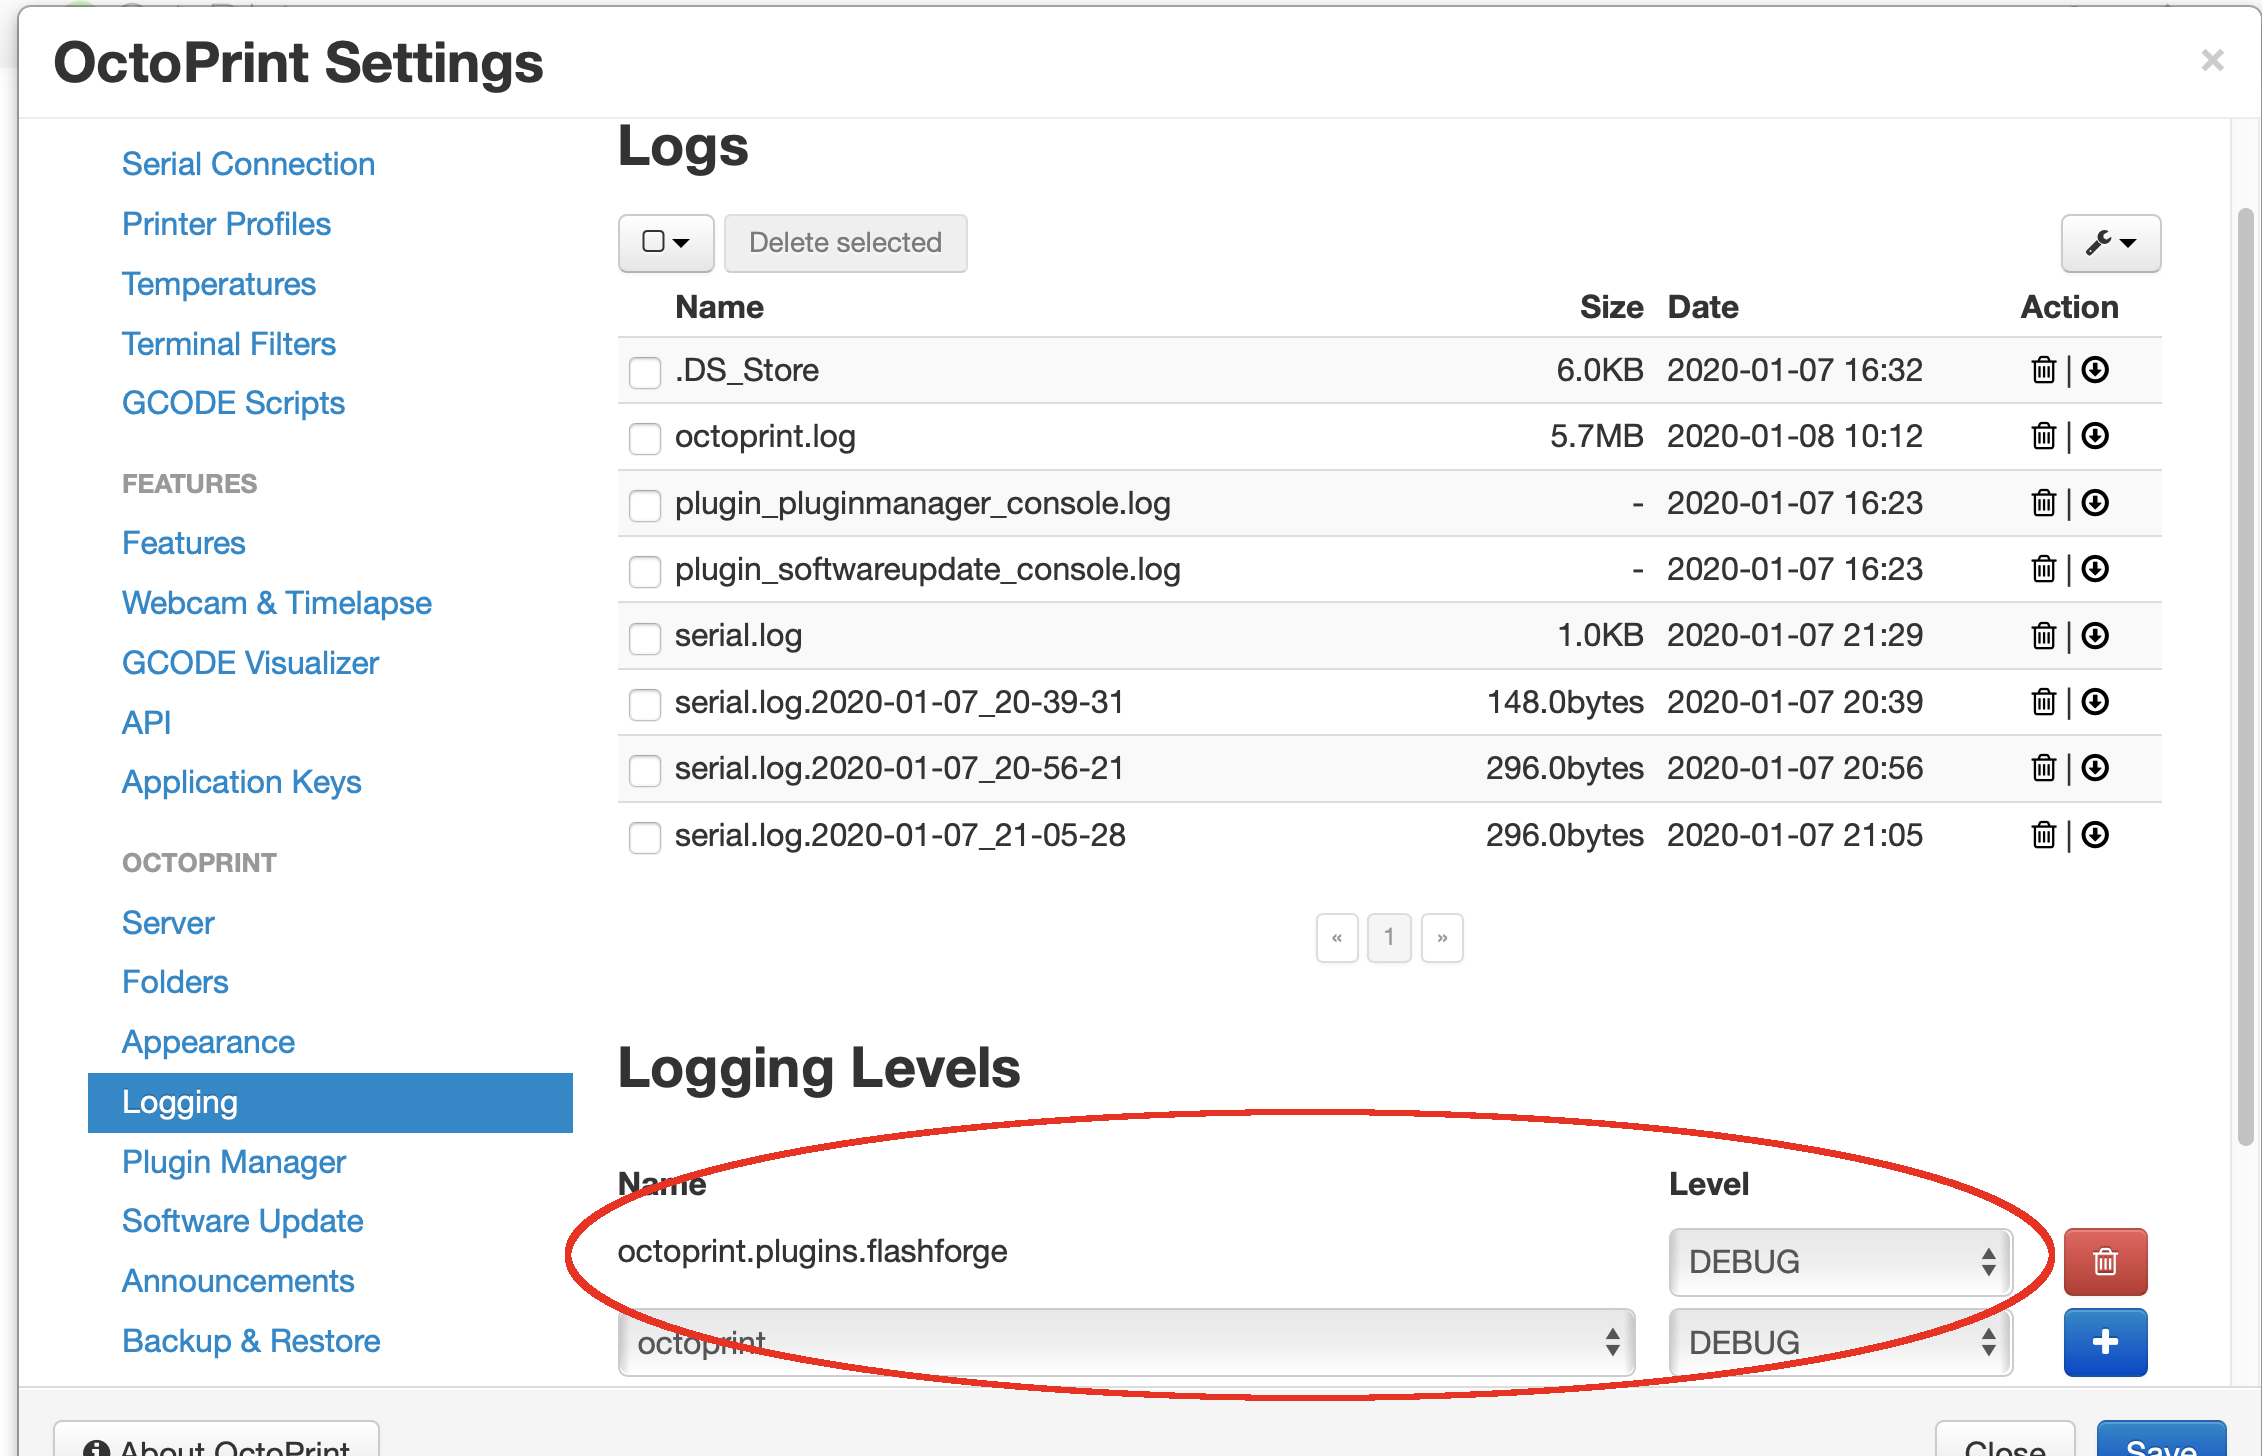 OctoPrint Settings
×
Serial Connection
Printer Profiles
Temperatures
Terminal Filters
GCODE Scripts
FEATURES
Features
Webcam & Timelapse
GCODE Visualizer
API
Application Keys
OCTOPRINT
Server
Folders
Appearance
Logging
Plugin Manager
Software Update
Announcements
Backup & Restore
Logs
Delete selected
Name Size Date Action
.DS_Store 6.0KB 2020-01-07 16:32 |
octoprint.log 5.7MB 2020-01-08 10:12 |
plugin_pluginmanager_console.log - 2020-01-07 16:23 |
plugin_softwareupdate_console.log - 2020-01-07 16:23 |
serial.log 1.0KB 2020-01-07 21:29 |
serial.log.2020-01-07_20-39-31 148.0bytes 2020-01-07 20:39 |
serial.log.2020-01-07_20-56-21 296.0bytes 2020-01-07 20:56 |
serial.log.2020-01-07_21-05-28 296.0bytes 2020-01-07 21:05 |
« 1 »
Logging Levels
Name Level
octoprint.plugins.flashforge DEBUG
octoprint DEBUG
About OctoPrint
Close Save